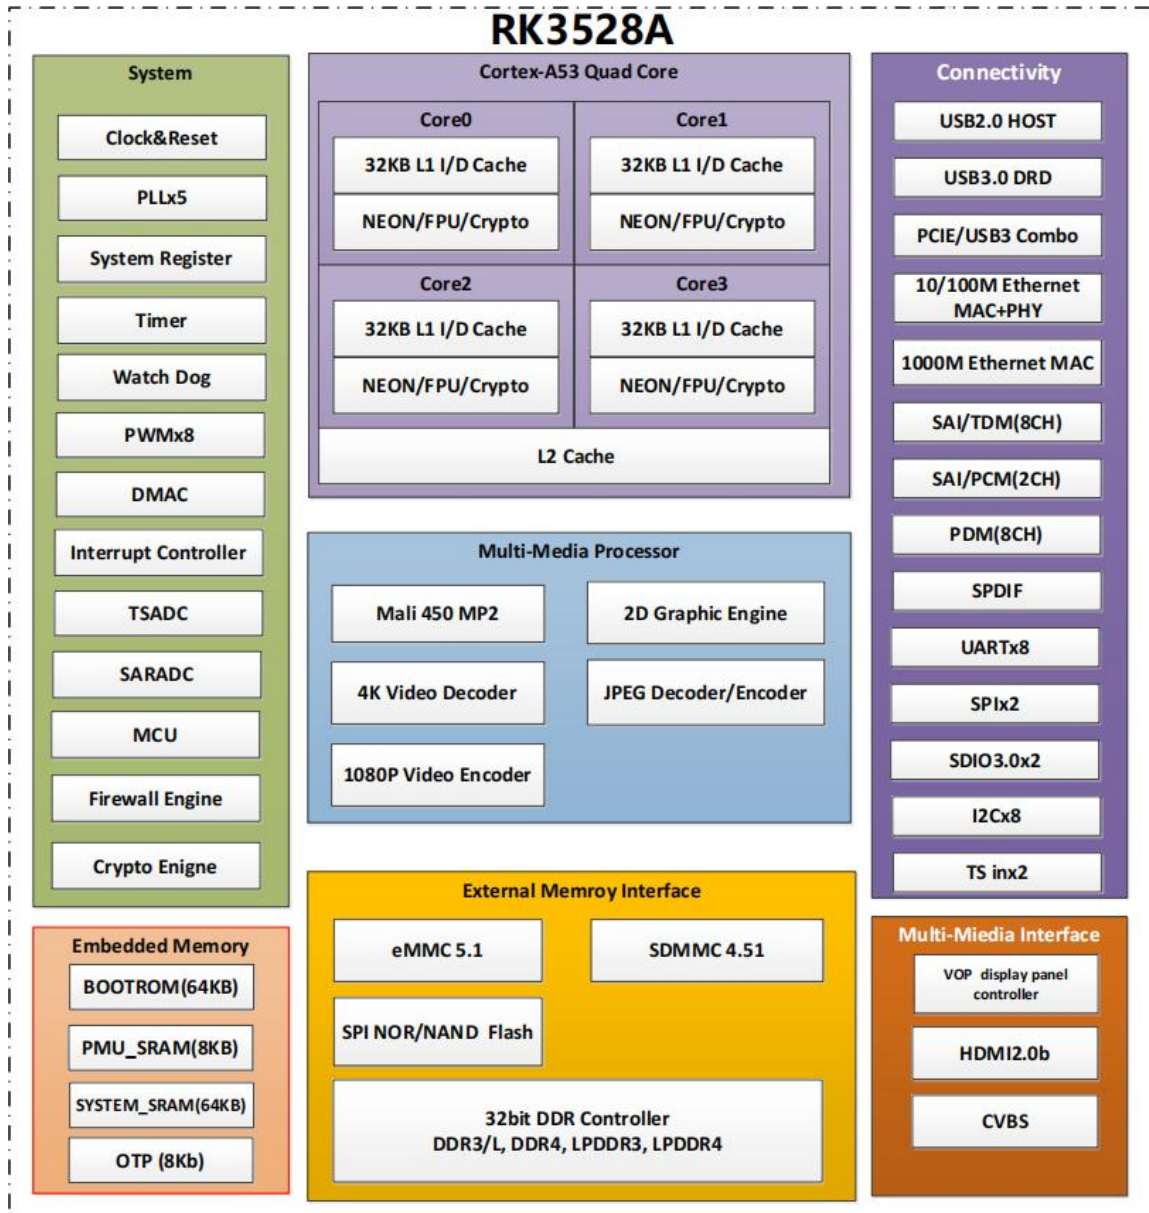 RK3528A
System
Clock&Reset
PLLx5
System Register
Timer
Watch Dog
PWMx8
DMAC
Interrupt Controller
TSADC
SARADC
MCU
Firewall Engine
Crypto Enigne
Embedded Memory
BOOTROM(64KB)
PMU_SRAM(8KB)
SYSTEM_SRAM(64KB)
OTP (8Kb)
Cortex-A53 Quad Core
Core0
32KB L1 I/D Cache
NEON/FPU/Crypto
Core1
32KB L1 I/D Cache
NEON/FPU/Crypto
Core2
32KB L1 I/D Cache
NEON/FPU/Crypto
Core3
32KB L1 I/D Cache
NEON/FPU/Crypto
L2 Cache
Multi-Media Processor
Mali 450 MP2
2D Graphic Engine
4K Video Decoder
JPEG Decoder/Encoder
1080P Video Encoder
External Memroy Interface
eMMC 5.1
SDMMC 4.51
SPI NOR/NAND Flash
32bit DDR Controller
DDR3/L, DDR4, LPDDR3, LPDDR4
Connectivity
USB2.0 HOST
USB3.0 DRD
PCIE/USB3 Combo
10/100M Ethernet
MAC+PHY
1000M Ethernet MAC
SAI/TDM(8CH)
SAI/PCM(2CH)
PDM(8CH)
SPDIF
UARTx8
SPIx2
SDIO3.0x2
I2Cx8
TS inx2
Multi-Miedia Interface
VOP display panel
controller
HDMI2.0b
CVBS